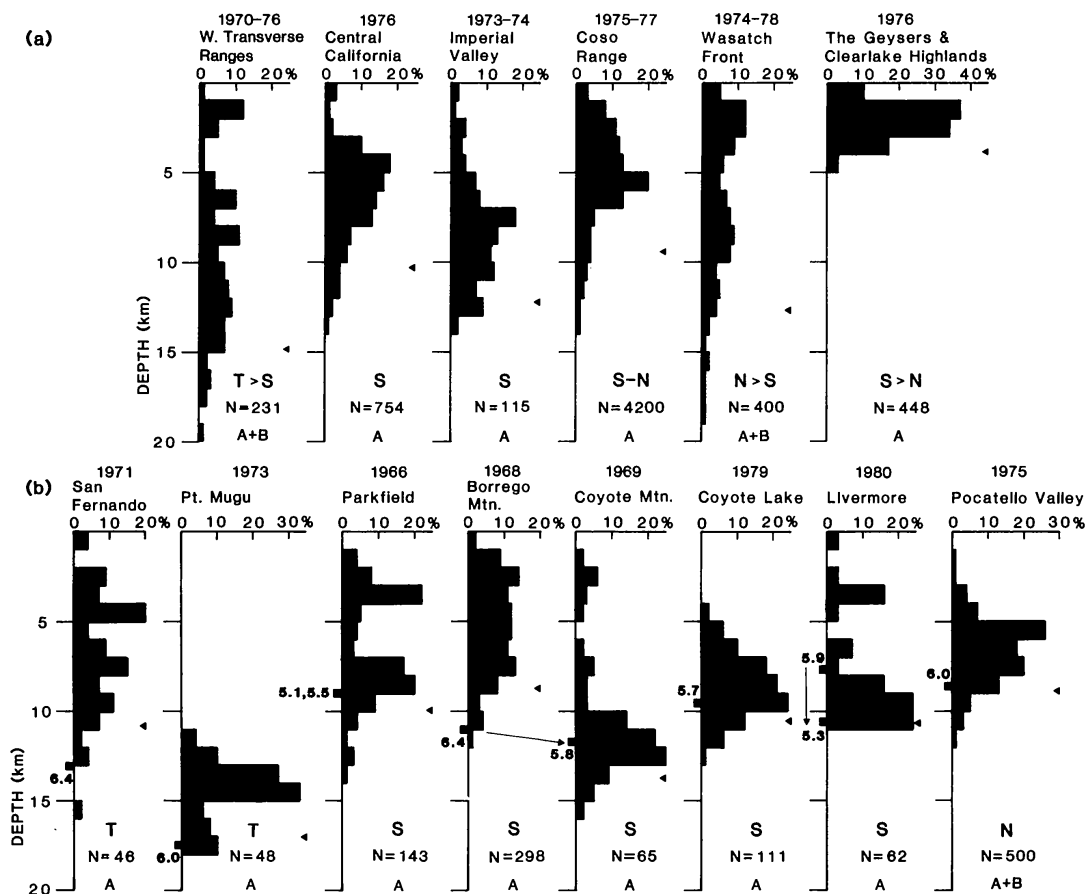 (a)
1970-76
W. Transverse
Ranges
0 10 20%
1976
Central
California
0 10 20%
1973-74
Imperial
Valley
0 10 20%
1975-77
Coso
Range
0 10 20%
1974-78
Wasatch
Front
0 10 20%
1976
The Geysers &
Clearlake Highlands
0 10 20 30 40%
5
10
15
20
DEPTH (km)
T>S
N=231
A+B
S
N=754
A
S
N=115
A
S-N
N=4200
A
N>S
N=400
A+B
S>N
N=448
A
(b)
1971
San
Fernando
0 10 20%
1973
Pt. Mugu
0 10 20 30%
1966
Parkfield
0 10 20%
1968
Borrego
Mtn.
0 10 20%
1969
Coyote Mtn.
0 10 20%
1979
Coyote Lake
0 10 20%
1980
Livermore
0 10 20%
1975
Pocatello Valley
0 10 20 30%
5
10
15
20
DEPTH (km)
6.4
6.0
5.1,5.5
6.4
5.8
5.7
5.9
5.3
6.0
T
N=46
A
T
N=48
A
S
N=143
A
S
N=298
A
S
N=65
A
S
N=111
A
S
N=62
A
N
N=500
A+B